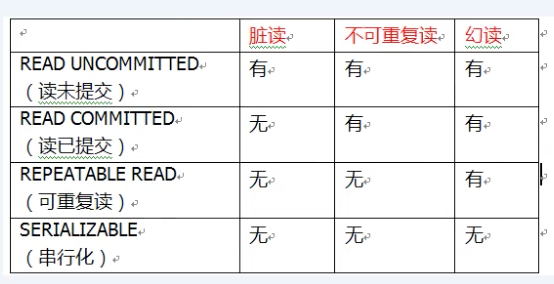 脏读 不可重复读 幻读
READ UNCOMMITTED 有 有 有
（读未提交）
READ COMMITTED 无 有 有
（读已提交）
REPEATABLE READ 无 无 有
（可重复读）
SERIALIZABLE 无 无 无
（串行化）